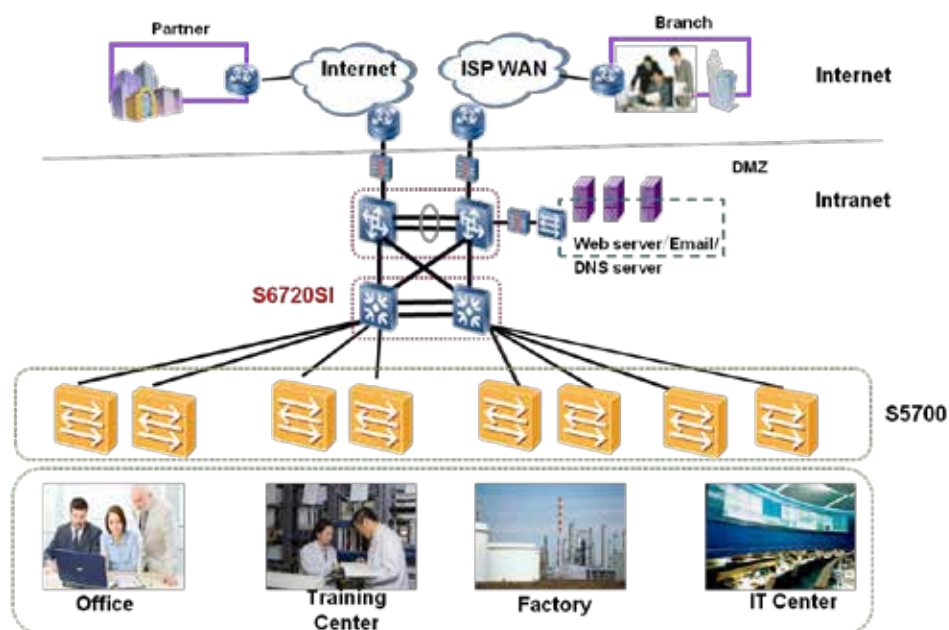 Partner
Branch
Internet
ISP WAN
Internet
DMZ
Intranet
Web server/Email/
DNS server
S6720SI
S5700
Office
Training
Center
Factory
IT Center